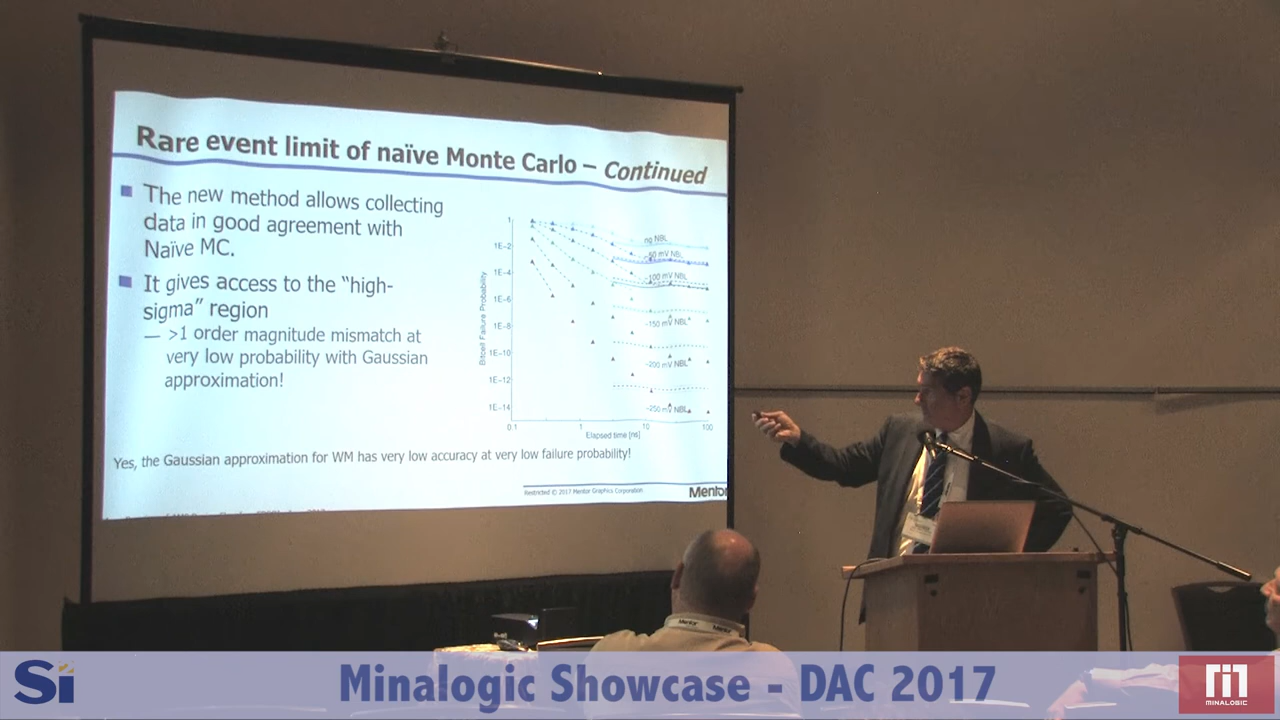 Rare event limit of naïve Monte Carlo – Continued
The new method allows collecting
data in good agreement with
Naïve MC.
It gives access to the “high-
sigma” region
— >1 order magnitude mismatch at
very low probability with Gaussian
approximation!
Bitcell Failure Probability
1
1E-2
1E-4
1E-6
1E-8
1E-10
1E-12
1E-14
no NBL
-50 mV NBL
-100 mV NBL
-150 mV NBL
-200 mV NBL
-250 mV NBL
0.1 1 10 100
Elapsed time [ns]
Yes, the Gaussian approximation for WM has very low accuracy at very low failure probability!
Restricted © 2017 Mentor Graphics Corporation
Mentor
Mentor Mentor
Si
Minalogic Showcase - DAC 2017
MINALOGIC